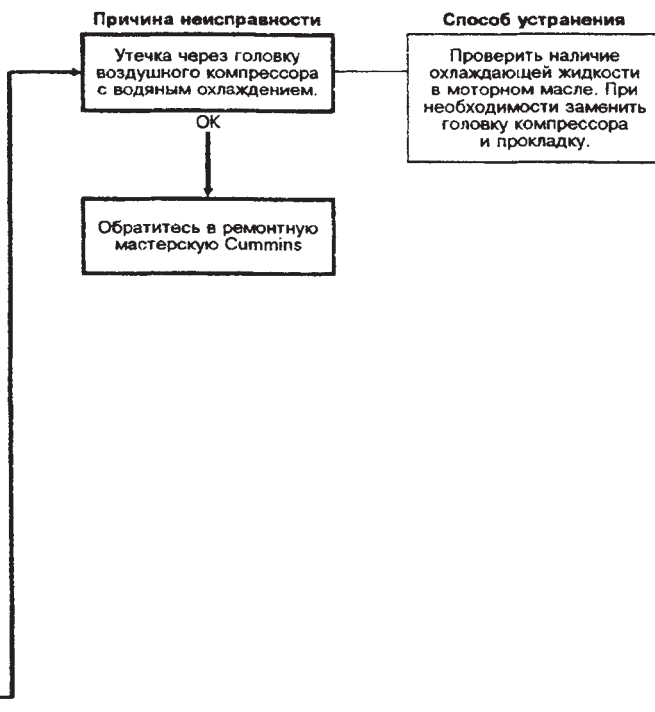 Причина неисправности
Способ устранения
Утечка через головку
воздушного компрессора
с водяным охлаждением.
Проверить наличие
охлаждающей жидкости
в моторном масле. При
необходимости заменить
головку компрессора
и прокладку.
OK
Обратитесь в ремонтную
мастерскую Cummins